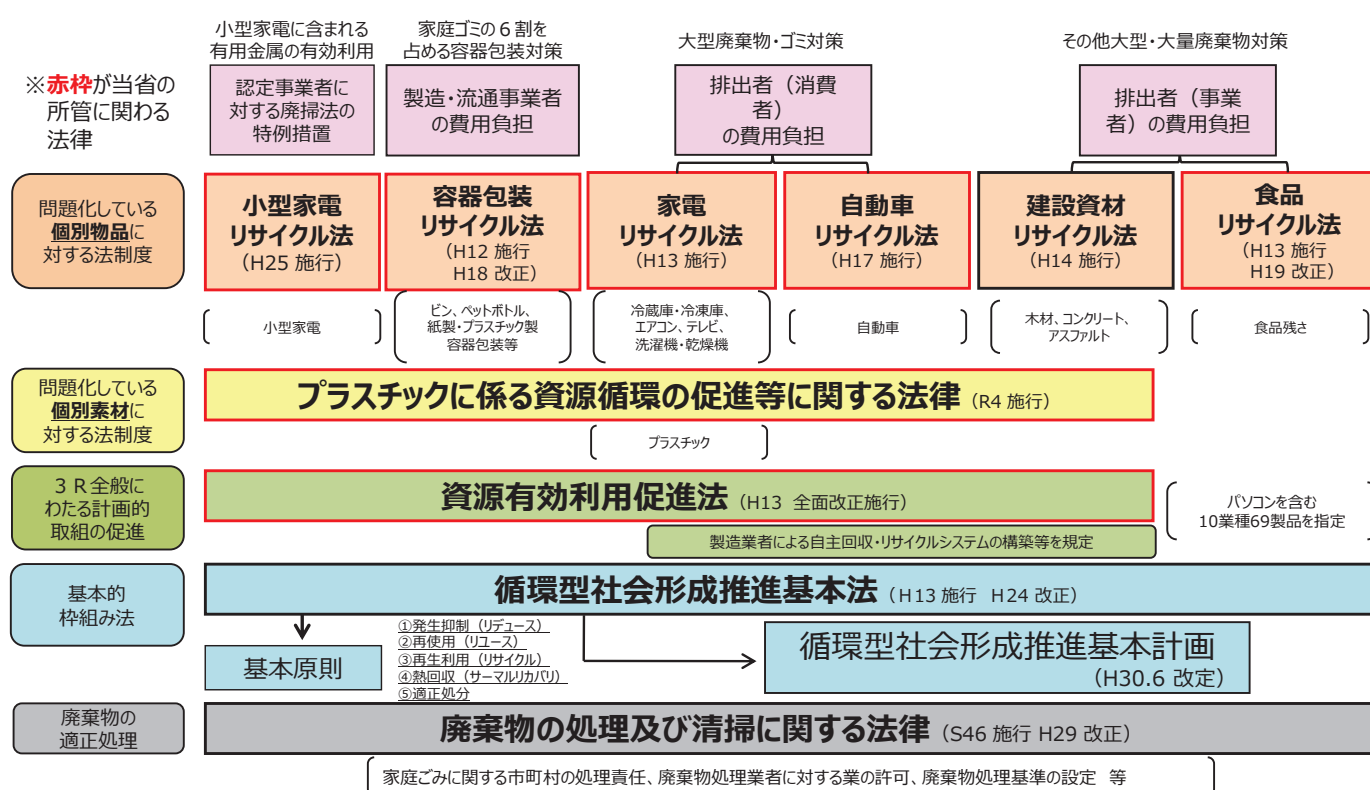 小型家電に含まれる
有用金属の有効利用
家庭ゴミの６割を
占める容器包装対策
大型廃棄物・ゴミ対策
その他大型・大量廃棄物対策
※赤枠が当省の
所管に関わる
法律
認定事業者に
対する廃掃法の
特例措置
製造・流通事業者
の費用負担
排出者（消費
者）
の費用負担
排出者（事業
者）の費用負担
問題化している
個別物品に
対する法制度
小型家電
リサイクル法
（H25 施行）
容器包装
リサイクル法
（H12 施行
H18 改正）
家電
リサイクル法
（H13 施行）
自動車
リサイクル法
（H17 施行）
建設資材
リサイクル法
（H14 施行）
食品
リサイクル法
（H13 施行
H19 改正）
小型家電
ビン、ペットボトル、
紙製・プラスチック製
容器包装等
冷蔵庫・冷凍庫、
エアコン、テレビ、
洗濯機・乾燥機
自動車
木材、コンクリート、
アスファルト
食品残さ
問題化している
個別素材に
対する法制度
プラスチックに係る資源循環の促進等に関する法律（R4 施行）
プラスチック
３Ｒ全般に
わたる計画的
取組の促進
資源有効利用促進法（H13 全面改正施行）
製造業者による自主回収・リサイクルシステムの構築等を規定
パソコンを含む
10業種69製品を指定
基本的
枠組み法
循環型社会形成推進基本法（H13 施行 H24 改正）
基本原則
①発生抑制（リデュース）
②再使用（リユース）
③再生利用（リサイクル）
④熱回収（サーマルリカバリ）
⑤適正処分
循環型社会形成推進基本計画
（H30.6 改定）
廃棄物の
適正処理
廃棄物の処理及び清掃に関する法律（S46 施行 H29 改正）
家庭ごみに関する市町村の処理責任、廃棄物処理業者に対する業の許可、廃棄物処理基準の設定 等